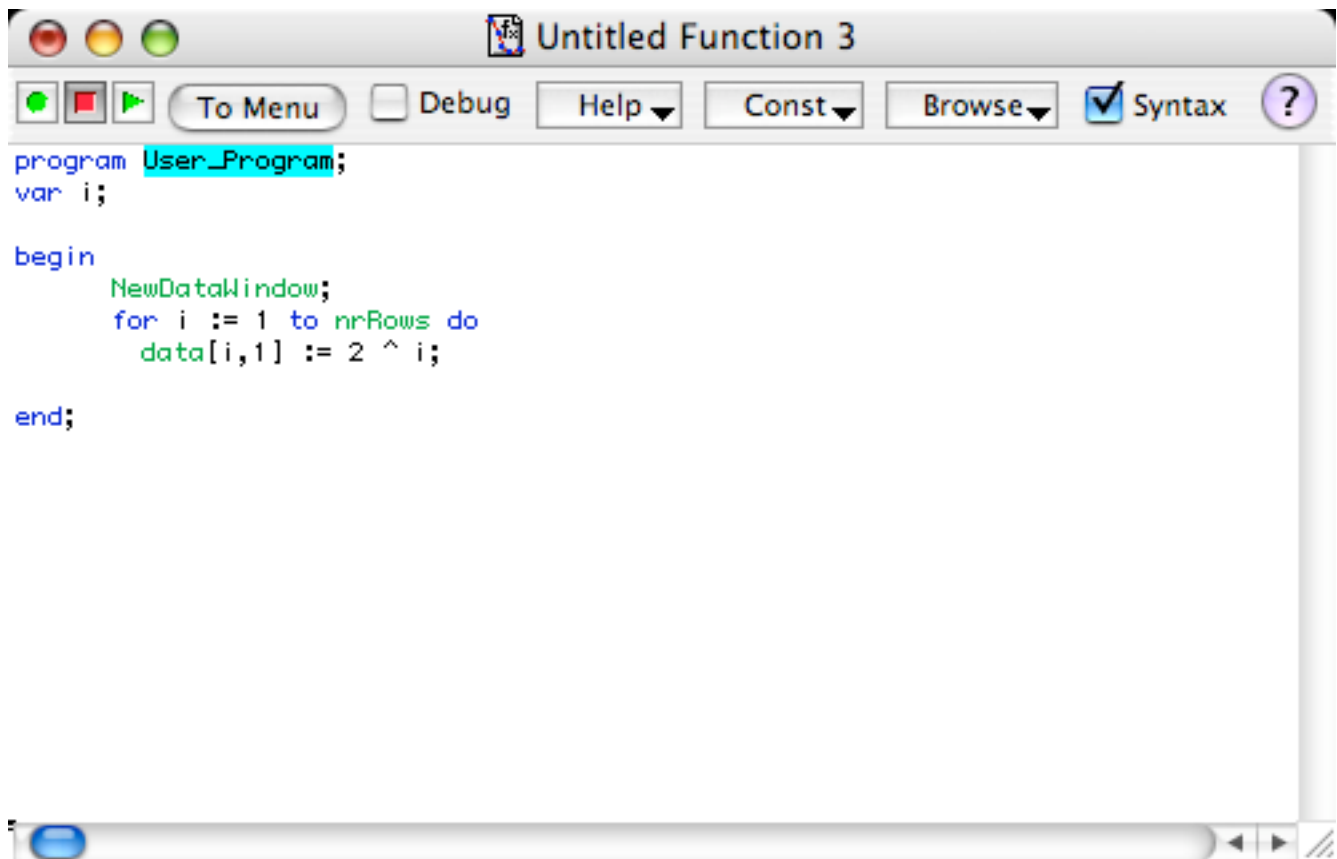 Untitled Function 3
To Menu Debug Help Const Browse Syntax ?
program User_Program;
var i;
begin
NewDataWindow;
for i := 1 to nrRows do
data[i,1] := 2 ^ i;
end;